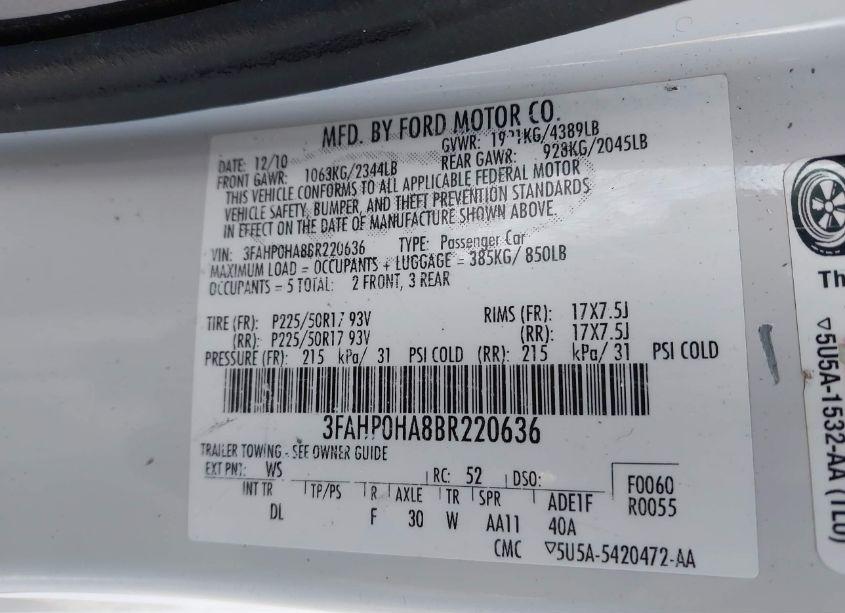 MFD. BY FORD MOTOR CO.
DATE: 12/10 GVWR: 1991KG/4389LB
FRONT GAWR: 1063KG/2344LB REAR GAWR: 928KG/2045LB
THIS VEHICLE CONFORMS TO ALL APPLICABLE FEDERAL MOTOR
VEHICLE SAFETY, BUMPER, AND THEFT PREVENTION STANDARDS
IN EFFECT ON THE DATE OF MANUFACTURE SHOWN ABOVE.
VIN: 3FAHP0HA8BR220636 TYPE: Passenger Car
MAXIMUM LOAD = OCCUPANTS + LUGGAGE = 385KG/ 850LB
OCCUPANTS = 5 TOTAL: 2 FRONT, 3 REAR
TIRE (FR): P225/50R17 93V RIMS (FR): 17X7.5J
(RR): P225/50R17 93V (RR): 17X7.5J
PRESSURE (FR): 215 kPa/ 31 PSI COLD (RR): 215 kPa/ 31 PSI COLD
3FAHP0HA8BR220636
TRAILER TOWING - SEE OWNER GUIDE
EXT PNT: WS RC: 52 DSO: F0060
INT TR TP/PS R AXLE TR SPR ADE1F R0055
DL F 30 W AA11 40A
CMC ▽5U5A-5420472-AA
Th
▽5U5A-1532-AA (TL0)